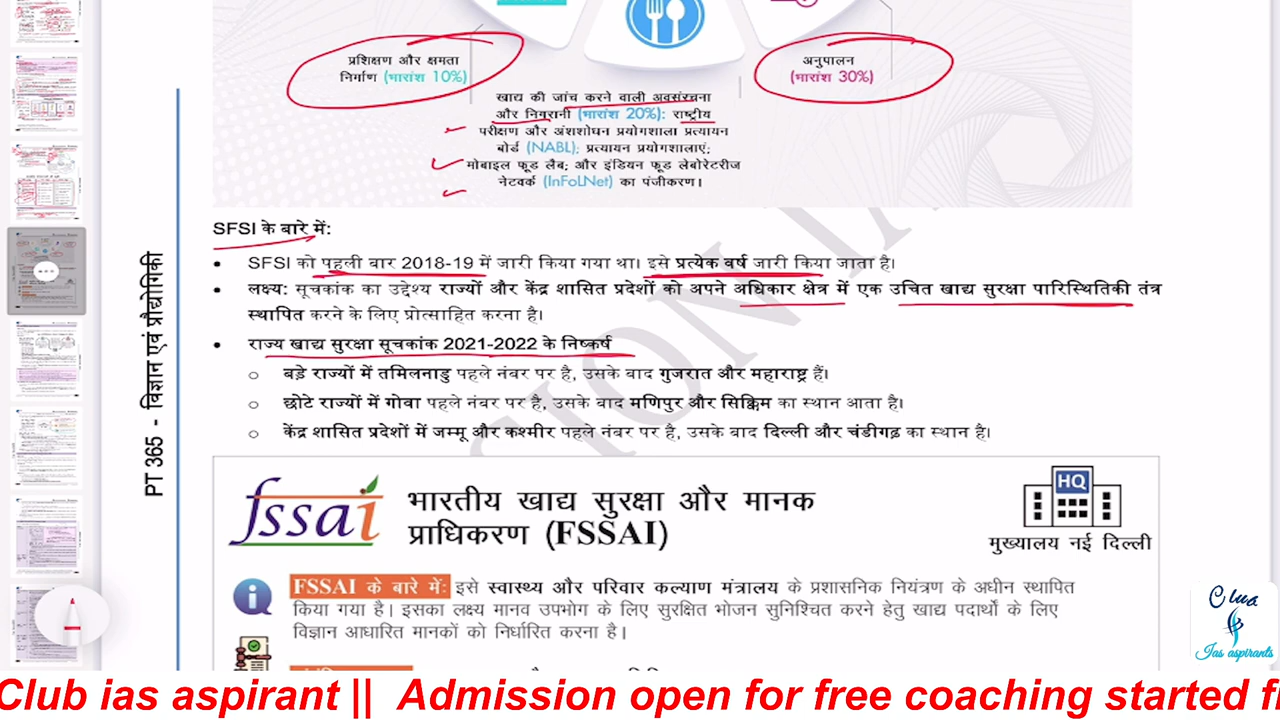 प्रशिक्षण और क्षमता
निर्माण (भारांश 10%)
अनुपालन
(भारांश 30%)
खाद्य की जांच करने वाली अवसंरचना
और निगरानी (भारांश 20%): राष्ट्रीय
परीक्षण और अंशशोधन प्रयोगशाला प्रत्यायन
बोर्ड (NABL); प्रत्यायन प्रयोगशालाएं;
मोबाइल फूड लैब; और इंडियन फूड लेबोरेटरीज
नेटवर्क (InFoLNet) का पंजीकरण।
SFSI के बारे में:
• SFSI को पहली बार 2018-19 में जारी किया गया था। इसे प्रत्येक वर्ष जारी किया जाता है।
• लक्ष्य: सूचकांक का उद्देश्य राज्यों और केंद्र शासित प्रदेशों को अपने अधिकार क्षेत्र में एक उचित खाद्य सुरक्षा पारिस्थितिकी तंत्र
स्थापित करने के लिए प्रोत्साहित करना है।
• राज्य खाद्य सुरक्षा सूचकांक 2021-2022 के निष्कर्ष
o बड़े राज्यों में तमिलनाडु पहले नंबर पर है, उसके बाद गुजरात और महाराष्ट्र हैं।
o छोटे राज्यों में गोवा पहले नंबर पर है, उसके बाद मणिपुर और सिक्किम का स्थान आता है।
o केंद्र शासित प्रदेशों में जम्मू और कश्मीर पहले नंबर पर है, उसके बाद दिल्ली और चंडीगढ़ का स्थान है।
PT 365 - विज्ञान एवं प्रौद्योगिकी
fssai
भारतीय खाद्य सुरक्षा और मानक
प्राधिकरण (FSSAI)
HQ
मुख्यालय नई दिल्ली
FSSAI के बारे में: इसे स्वास्थ्य और परिवार कल्याण मंत्रालय के प्रशासनिक नियंत्रण के अधीन स्थापित
किया गया है। इसका लक्ष्य मानव उपभोग के लिए सुरक्षित भोजन सुनिश्चित करने हेतु खाद्य पदार्थों के लिए
विज्ञान आधारित मानकों को निर्धारित करना है।
Club
Ias aspirants
Club ias aspirant || Admission open for free coaching started